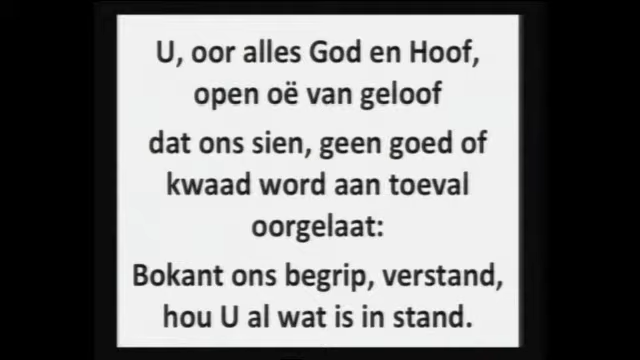 U, oor alles God en Hoof,
open oë van geloof
dat ons sien, geen goed of
kwaad word aan toeval
oorgelaat:
Bokant ons begrip, verstand,
hou U al wat is in stand.